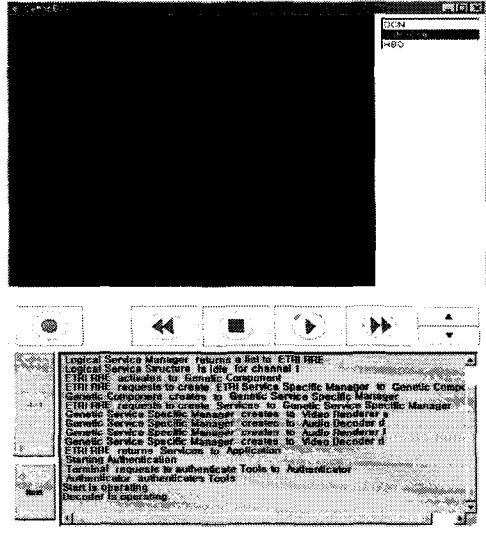 DCN
HBO
Logical Service Manager returns a list to ETRI RRE
Logical Service Structure is idle for channel 1
ETRI RRE activates to Genetic Component
ETRI RRE requests to create ETRI Service Specific Manager to Genetic Compo
Genetic Component creates to Genetic Service Specific Manager
ETRI RRE requests to create Services to Genetic Service Specific Manager
Genetic Service Specific Manager creates to Video Renderer s
Genetic Service Specific Manager creates to Audio Decoder d
Genetic Service Specific Manager creates to Audio Renderer l
Genetic Service Specific Manager creates to Video Decoder d
ETRI RRE returns Services to Application
Starting Authentication
Terminal requests to authenticate Tools to Authenticator
Authenticator authenticates Tools
Start is operating
Decoder is operating
Next